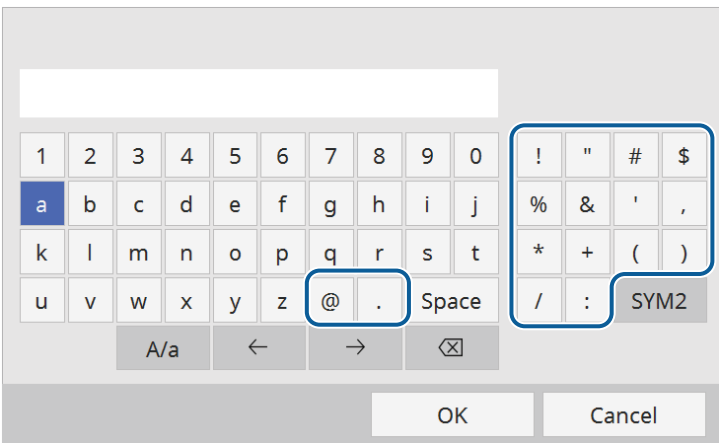 1 2 3 4 5 6 7 8 9 0 ! " # $
a b c d e f g h i j % & ' ,
k l m n o p q r s t * + ( )
u v w x y z @ . Space / : SYM2
A/a ← → ⌫
OK Cancel